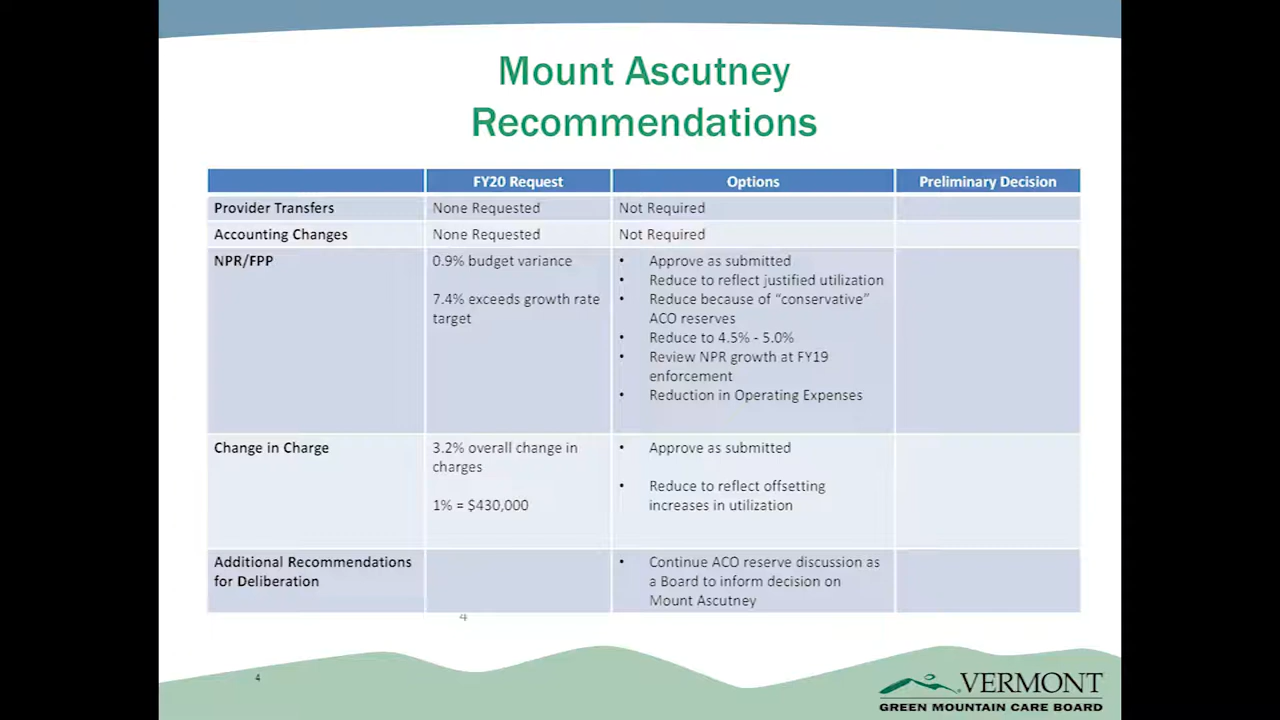 Mount Ascutney
Recommendations
FY20 Request
Options
Preliminary Decision
Provider Transfers
None Requested
Not Required
Accounting Changes
None Requested
Not Required
NPR/FPP
0.9% budget variance
7.4% exceeds growth rate
target
• Approve as submitted
• Reduce to reflect justified utilization
• Reduce because of “conservative”
ACO reserves
• Reduce to 4.5% - 5.0%
• Review NPR growth at FY19
enforcement
• Reduction in Operating Expenses
Change in Charge
3.2% overall change in
charges
1% = $430,000
• Approve as submitted
• Reduce to reflect offsetting
increases in utilization
Additional Recommendations
for Deliberation
• Continue ACO reserve discussion as
a Board to inform decision on
Mount Ascutney
4
4
VERMONT
GREEN MOUNTAIN CARE BOARD